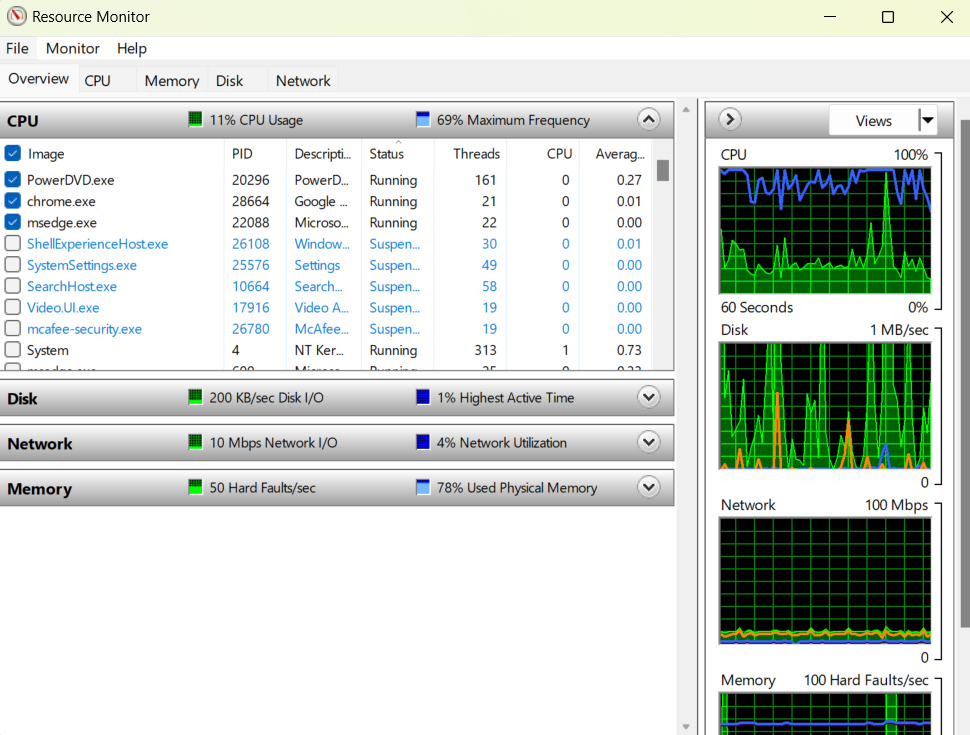 Resource Monitor
File Monitor Help
Overview CPU Memory Disk Network
CPU 11% CPU Usage 69% Maximum Frequency
Image PID Descripti... Status Threads CPU Averag...
PowerDVD.exe 20296 PowerD... Running 161 0 0.27
chrome.exe 28664 Google ... Running 21 0 0.01
msedge.exe 22088 Microso... Running 22 0 0.00
ShellExperienceHost.exe 26108 Window... Suspen... 30 0 0.01
SystemSettings.exe 25576 Settings Suspen... 49 0 0.00
SearchHost.exe 10664 Search... Suspen... 58 0 0.00
Video.UI.exe 17916 Video A... Suspen... 19 0 0.00
mcafee-security.exe 26780 McAfee... Suspen... 19 0 0.00
System 4 NT Ker... Running 313 1 0.73
Disk 200 KB/sec Disk I/O 1% Highest Active Time
Network 10 Mbps Network I/O 4% Network Utilization
Memory 50 Hard Faults/sec 78% Used Physical Memory
Views
CPU 100%
60 Seconds 0%
Disk 1 MB/sec
0
Network 100 Mbps
0
Memory 100 Hard Faults/sec